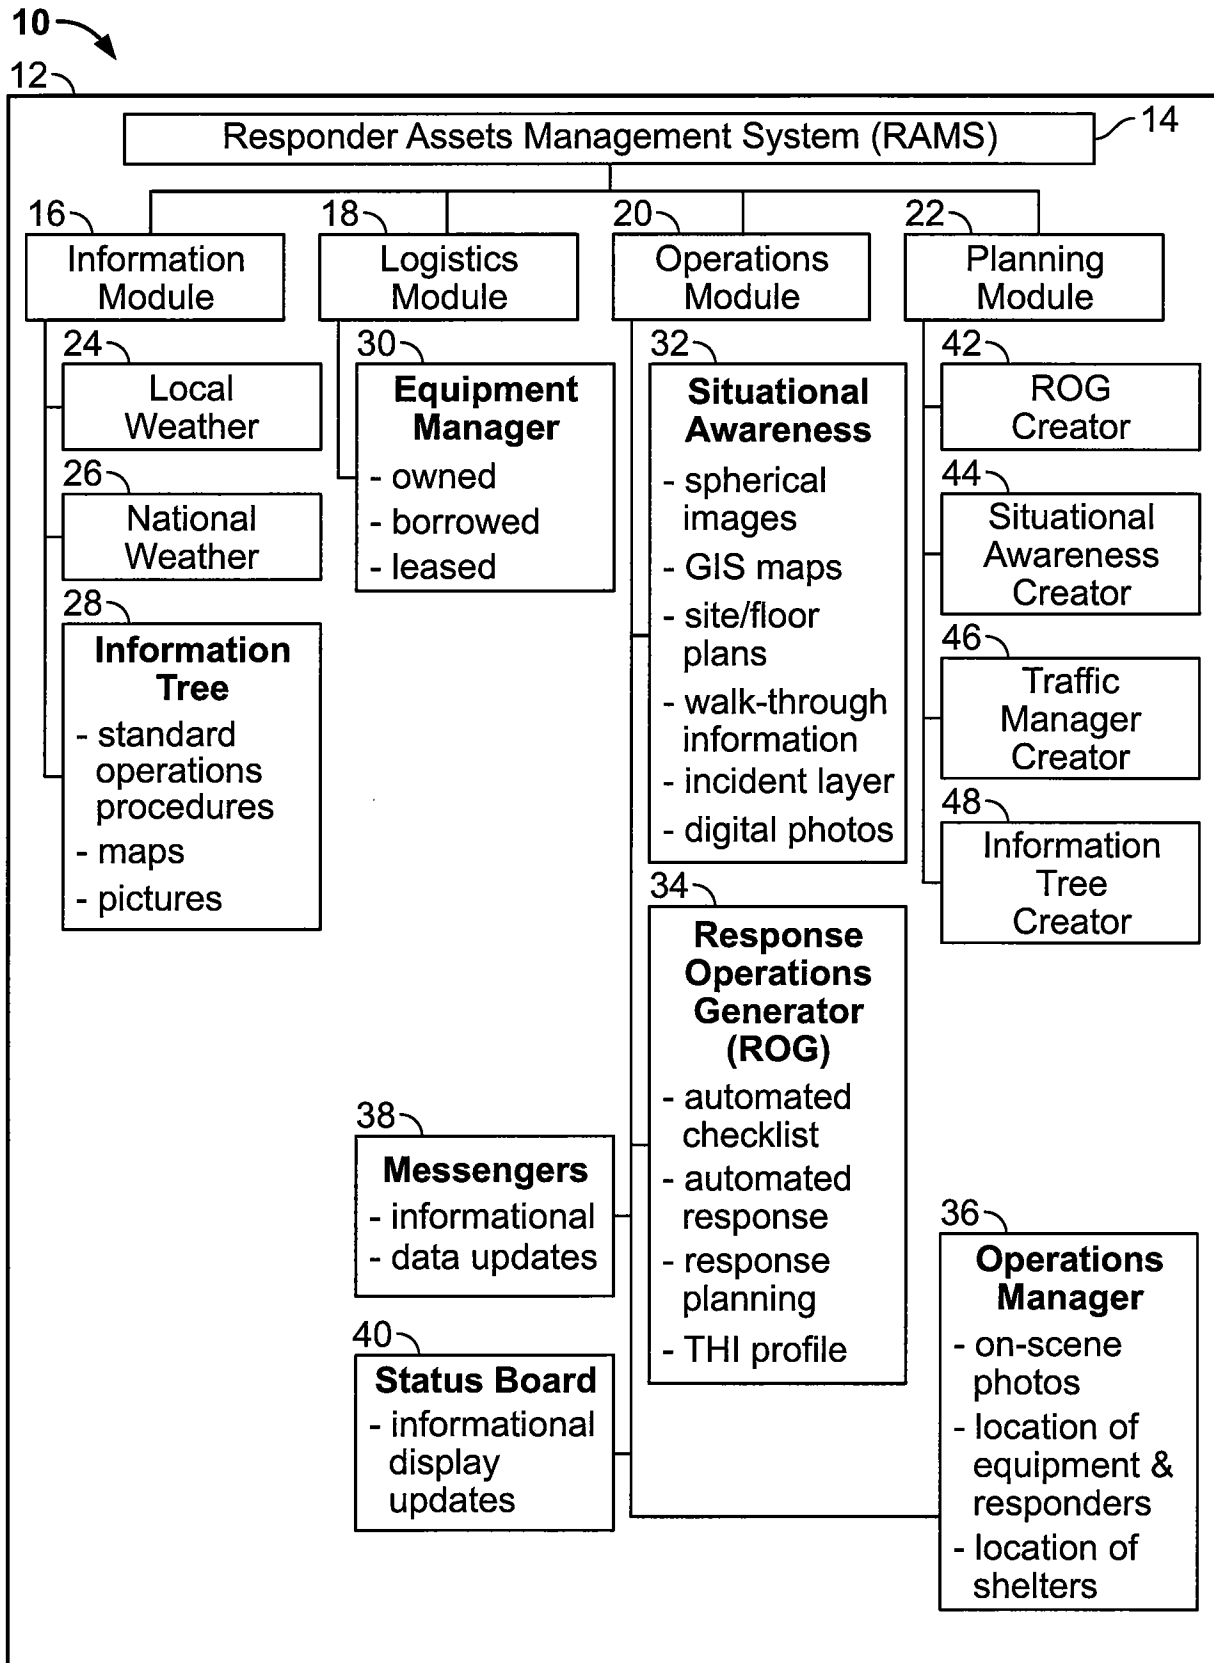 10
12
Responder Assets Management System (RAMS)
14
16
Information
Module
18
Logistics
Module
20
Operations
Module
22
Planning
Module
24
Local
Weather
26
National
Weather
28
Information
Tree
- standard
operations
procedures
- maps
- pictures
30
Equipment
Manager
- owned
- borrowed
- leased
32
Situational
Awareness
- spherical
images
- GIS maps
- site/floor
plans
- walk-through
information
- incident layer
- digital photos
34
Response
Operations
Generator
(ROG)
- automated
checklist
- automated
response
- response
planning
- THI profile
38
Messengers
- informational
- data updates
40
Status Board
- informational
display
updates
42
ROG
Creator
44
Situational
Awareness
Creator
46
Traffic
Manager
Creator
48
Information
Tree
Creator
36
Operations
Manager
- on-scene
photos
- location of
equipment &
responders
- location of
shelters